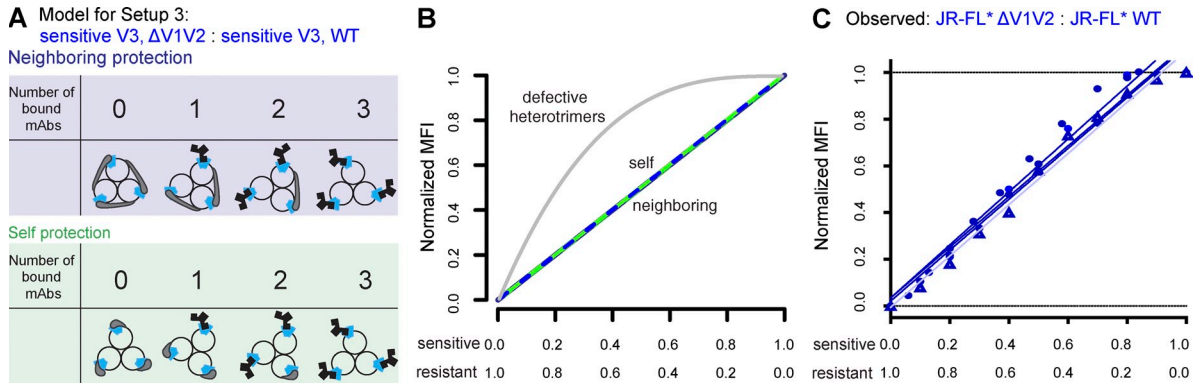 A Model for Setup 3:
sensitive V3, ΔV1V2 : sensitive V3, WT
Neighboring protection
Number of
bound
mAbs
0 1 2 3
Self protection
Number of
bound
mAbs
0 1 2 3
B
Normalized MFI
1.0
0.8
0.6
0.4
0.2
0.0
defective
heterotrimers
self
neighboring
sensitive 0.0 0.2 0.4 0.6 0.8 1.0
resistant 1.0 0.8 0.6 0.4 0.2 0.0
C Observed: JR-FL* ΔV1V2 : JR-FL* WT
Normalized MFI
1.0
0.8
0.6
0.4
0.2
0.0
sensitive 0.0 0.2 0.4 0.6 0.8 1.0
resistant 1.0 0.8 0.6 0.4 0.2 0.0